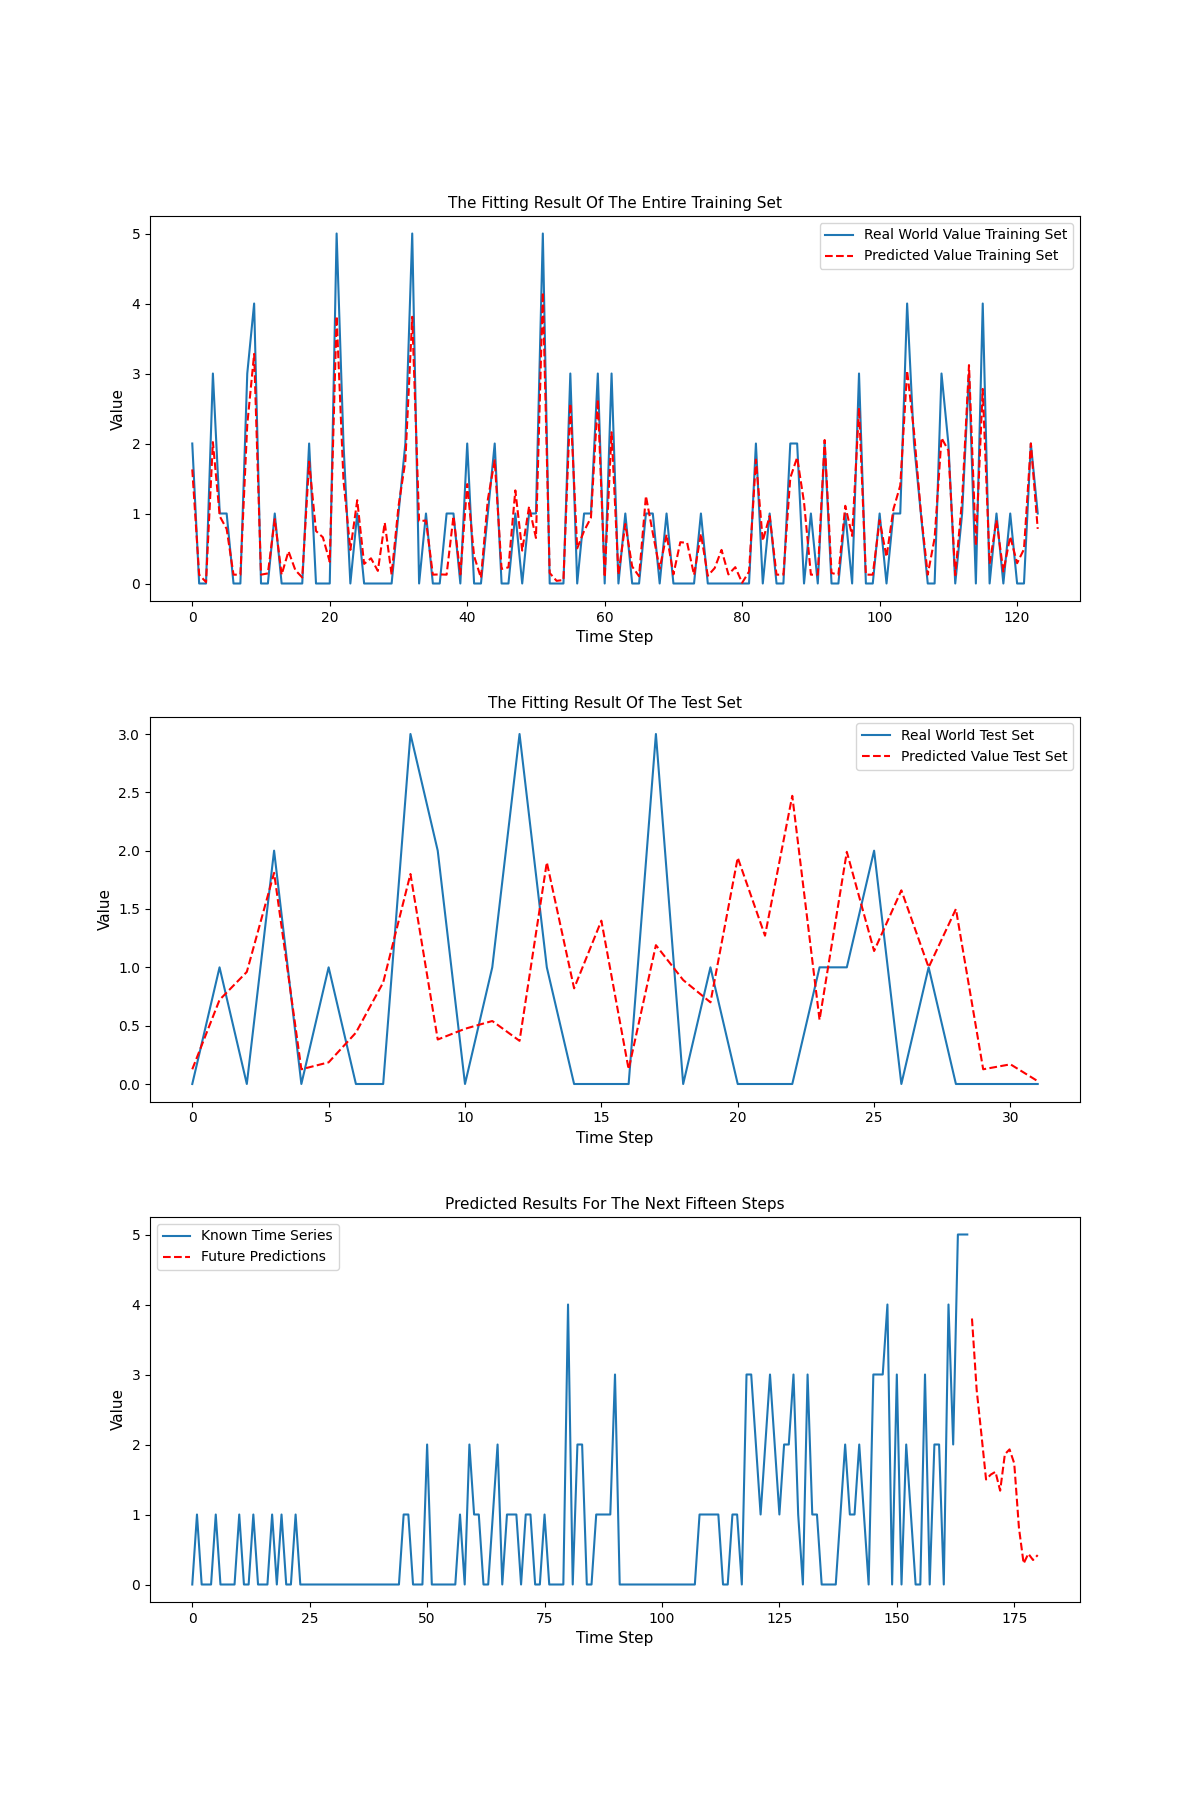 The Fitting Result Of The Entire Training Set
Real World Value Training Set
Predicted Value Training Set
5
4
3
2
1
0
Value
0 20 40 60 80 100 120
Time Step
The Fitting Result Of The Test Set
Real World Test Set
Predicted Value Test Set
3.0
2.5
2.0
1.5
1.0
0.5
0.0
Value
0 5 10 15 20 25 30
Time Step
Predicted Results For The Next Fifteen Steps
Known Time Series
Future Predictions
5
4
3
2
1
0
Value
0 25 50 75 100 125 150 175
Time Step